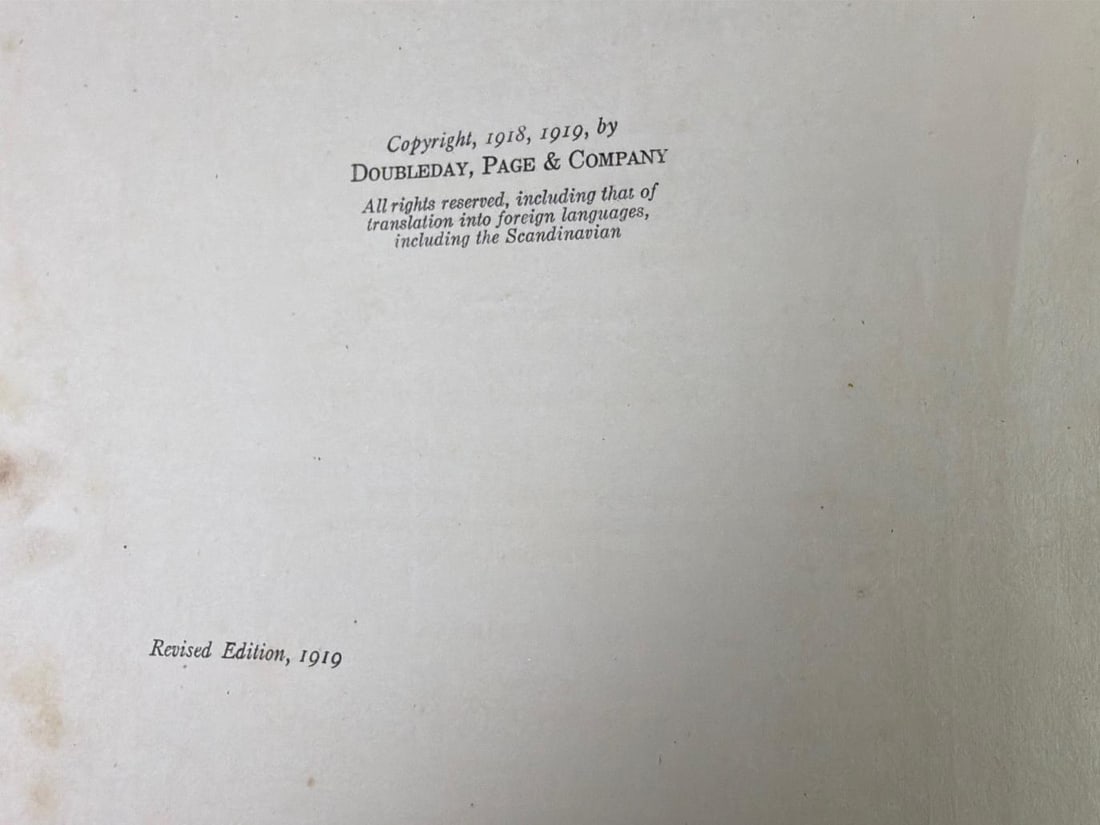 Copyright, 1918, 1919, by
DOUBLEDAY, PAGE & COMPANY
All rights reserved, including that of
translation into foreign languages,
including the Scandinavian
Revised Edition, 1919